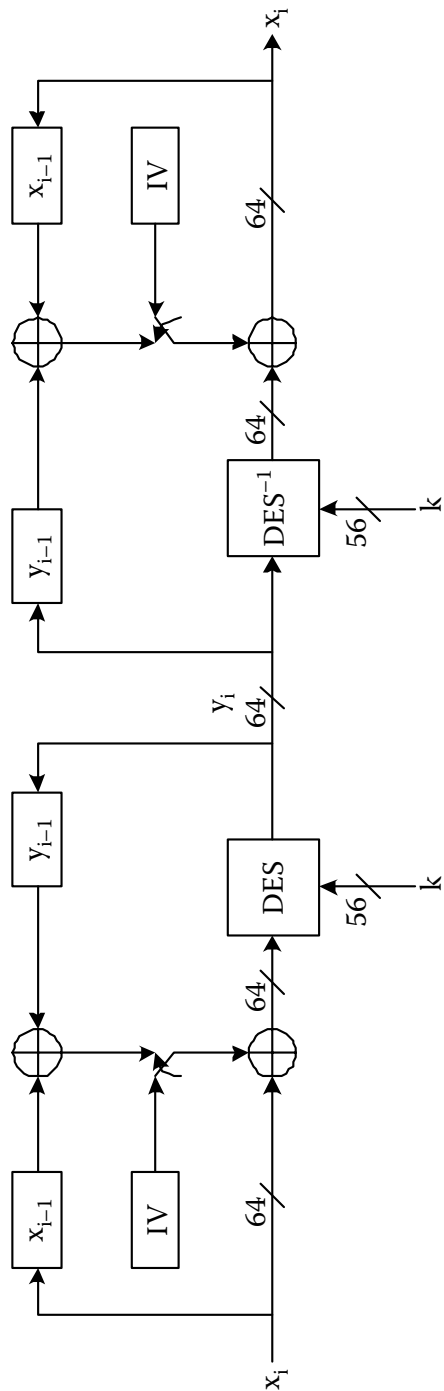 x_{i−1}
y_{i−1}
y_{i−1}
x_{i−1}
IV
IV
x_i
64
64
DES
y_i
64
DES^{−1}
64
64
x_i
56
k
56
k